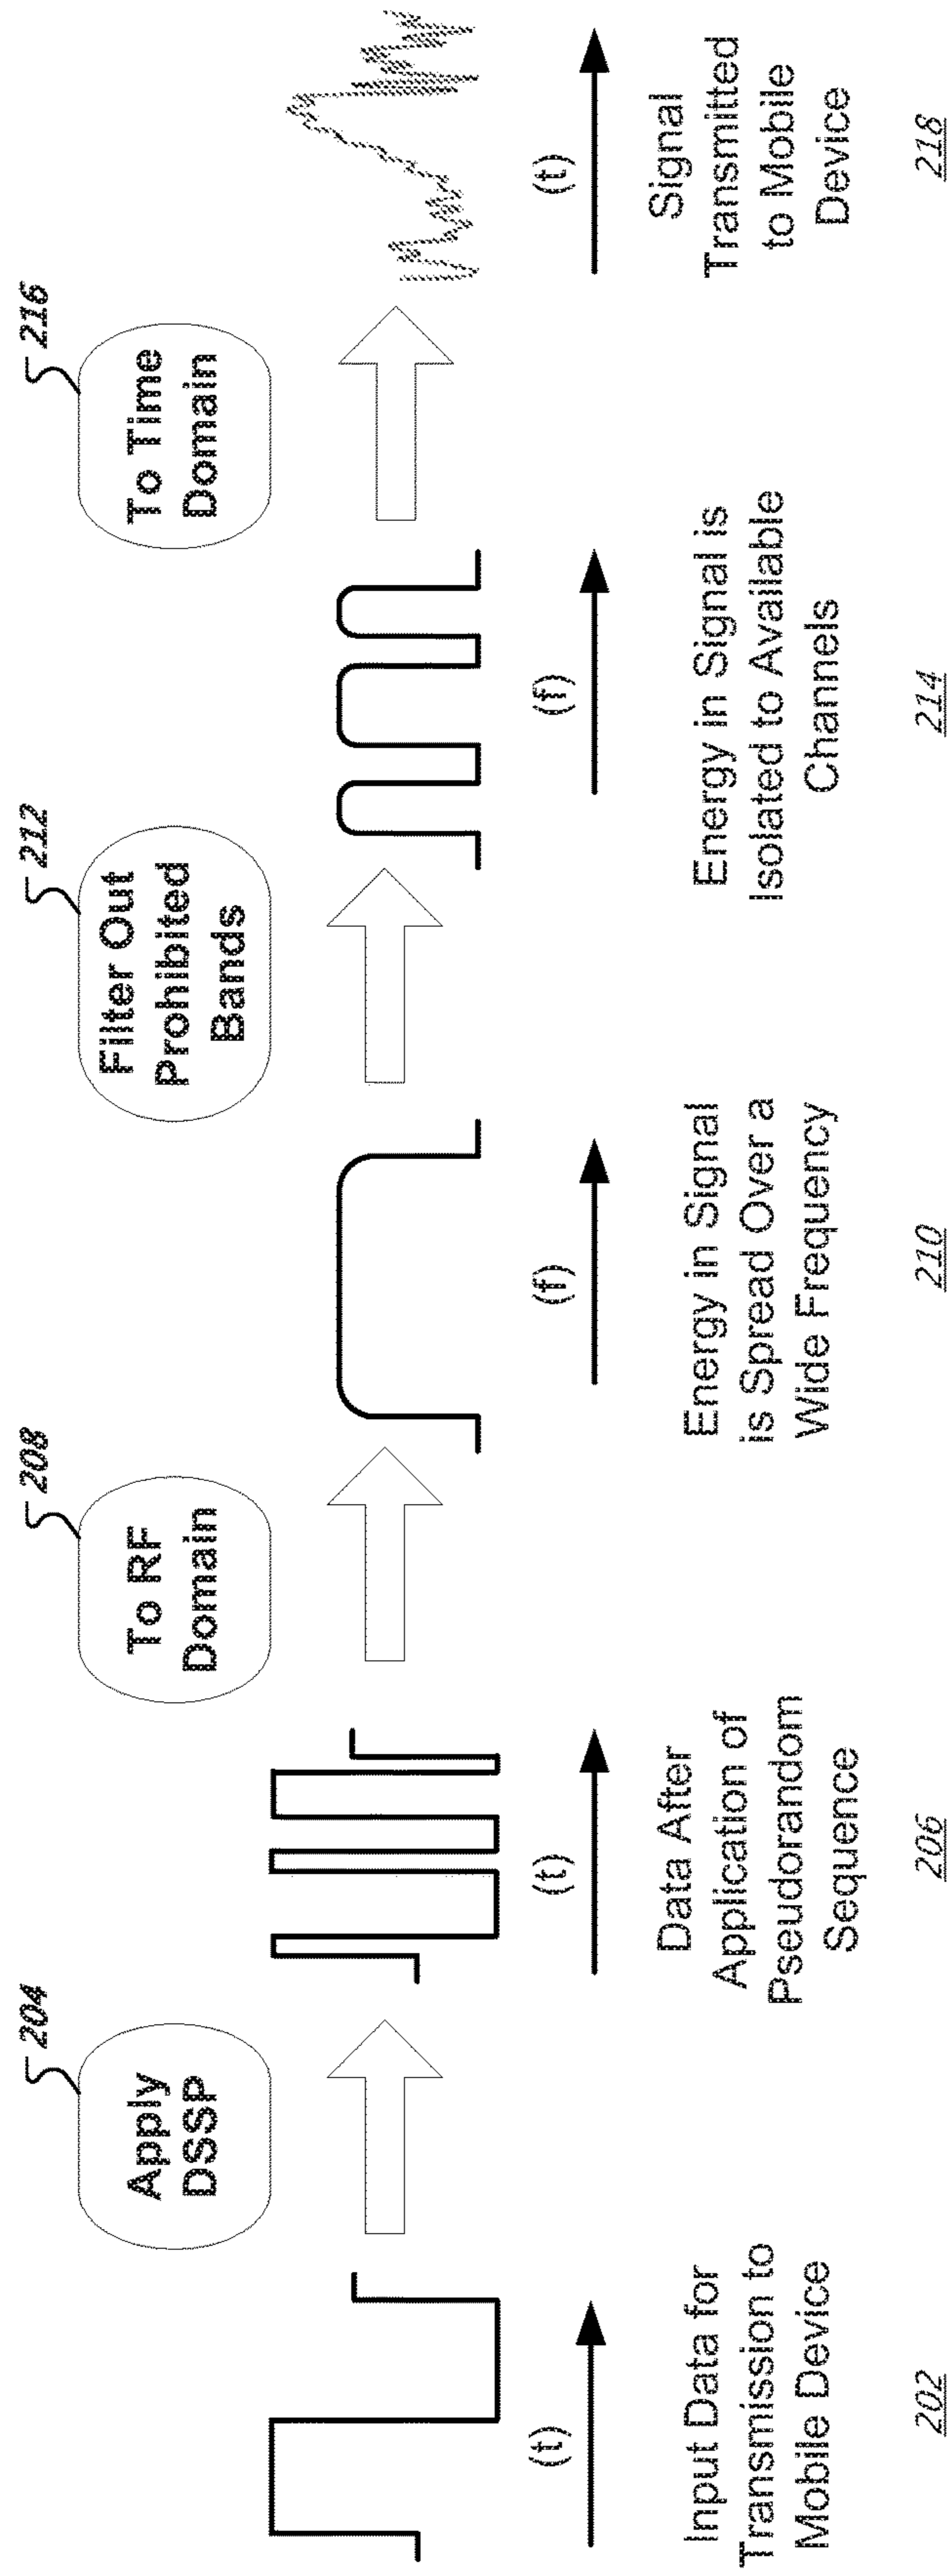 204
Apply
DSSP
208
To RF
Domain
212
Filter Out
Prohibited
Bands
216
To Time
Domain
(t)
(t)
(f)
(f)
(t)
Input Data for
Transmission to
Mobile Device
Data After
Application of
Pseudorandom
Sequence
Energy in Signal
is Spread Over a
Wide Frequency
Energy in Signal is
Isolated to Available
Channels
Signal
Transmitted
to Mobile
Device
202
206
210
214
218